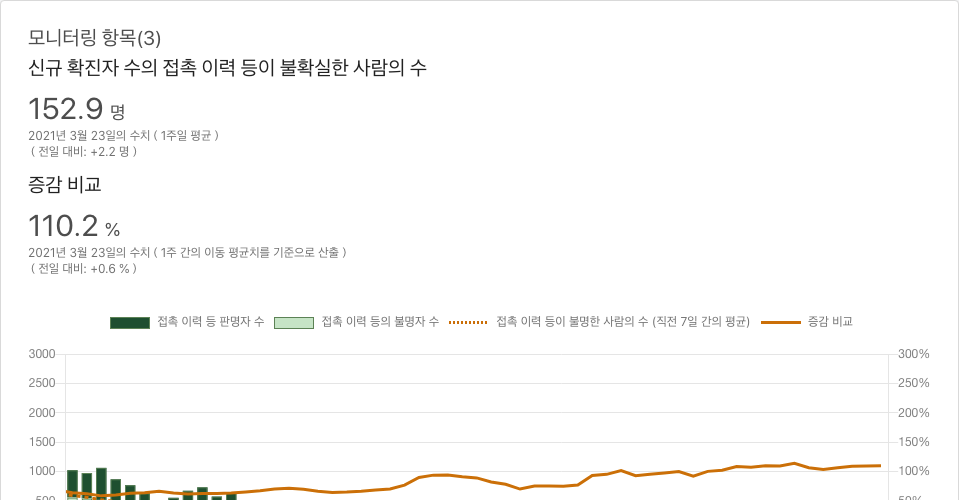 모니터링 항목(3)
신규 확진자 수의 접촉 이력 등이 불확실한 사람의 수
152.9 명
2021년 3월 23일의 수치 ( 1주일 평균 )
( 전일 대비: +2.2 명 )
증감 비교
110.2 %
2021년 3월 23일의 수치 ( 1주 간의 이동 평균치를 기준으로 산출 )
( 전일 대비: +0.6 % )
접촉 이력 등 판명자 수 접촉 이력 등의 불명자 수 접촉 이력 등이 불명한 사람의 수 (직전 7일 간의 평균) 증감 비교
3000 300%
2500 250%
2000 200%
1500 150%
1000 100%
500 50%